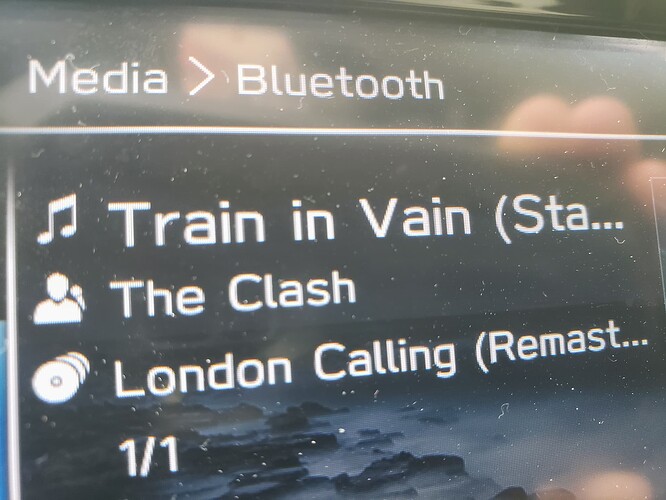 Media > Bluetooth
Train in Vain (Sta...
The Clash
London Calling (Remast...
1/1